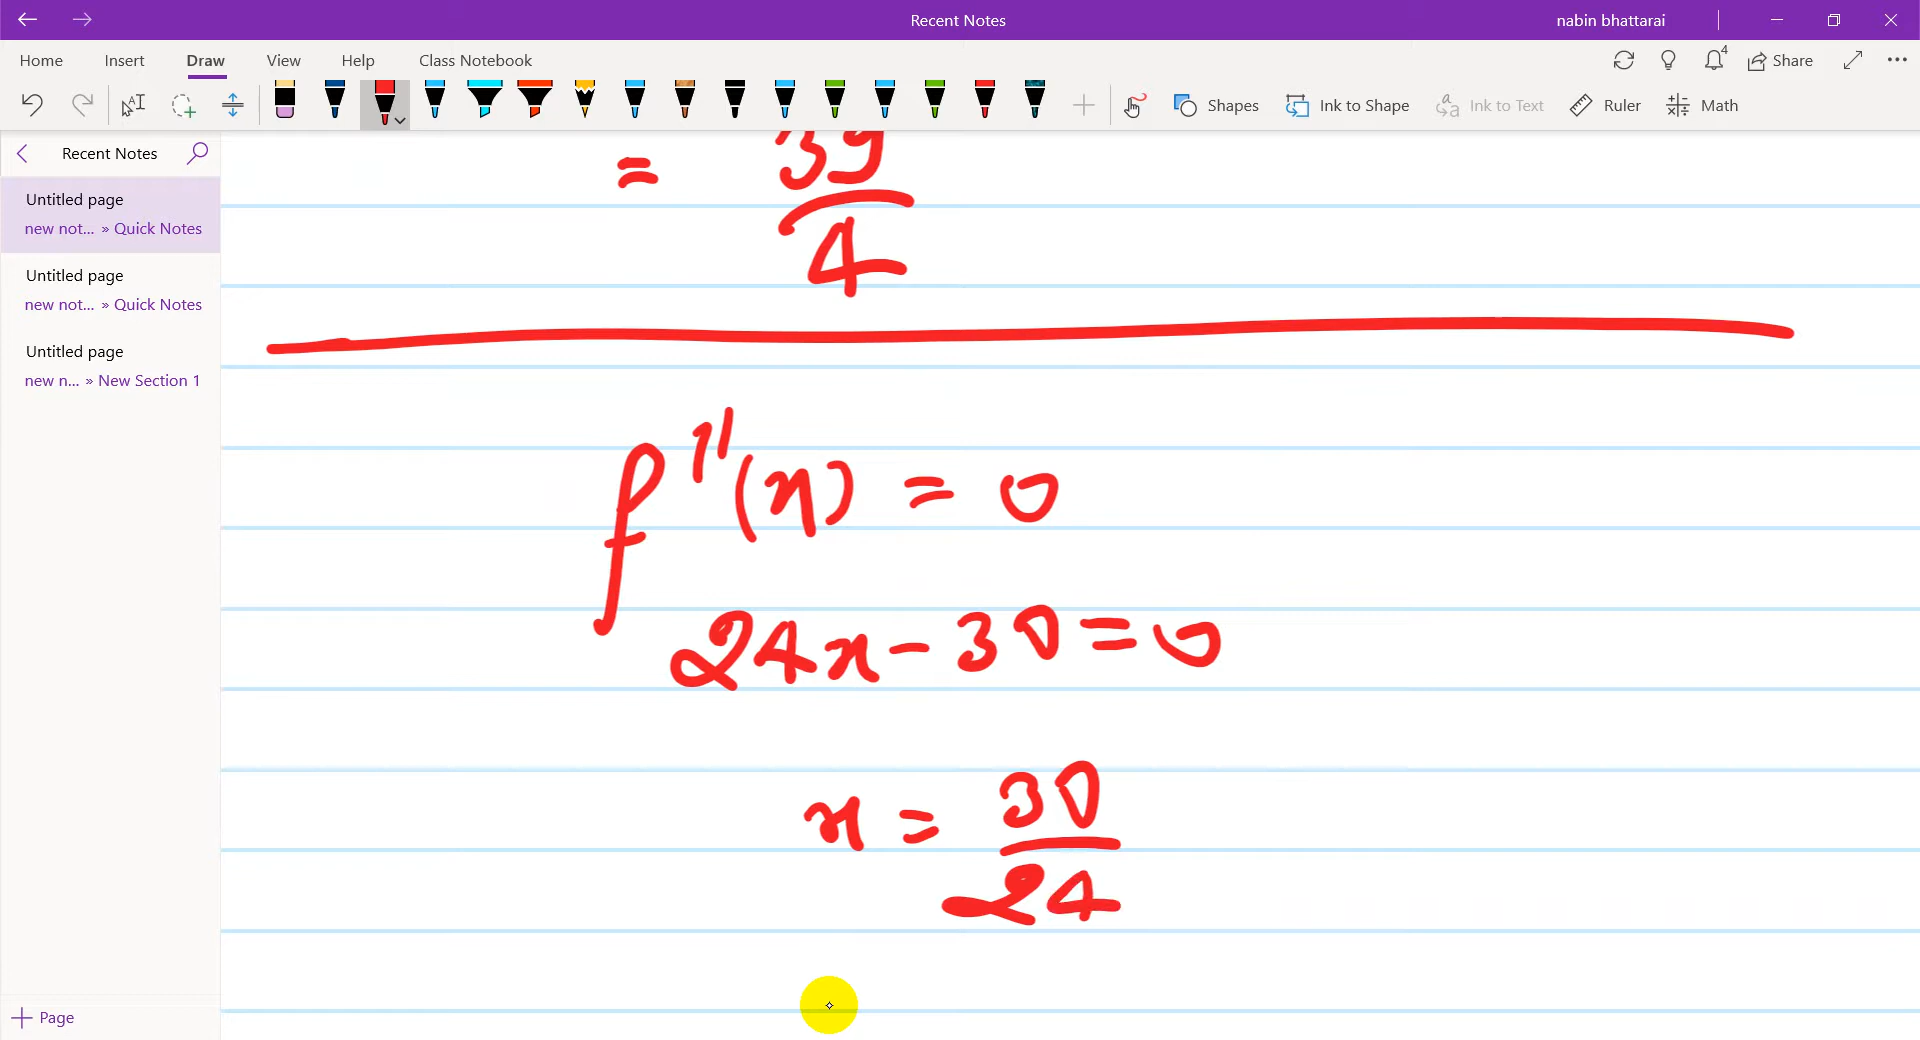 Recent Notes
nabin bhattarai
Home Insert Draw View Help Class Notebook
4
Share
Shapes Ink to Shape Ink to Text Ruler Math
Recent Notes
Untitled page
new not... » Quick Notes
Untitled page
new not... » Quick Notes
Untitled page
new n... » New Section 1
Page
= 39/4
f''(x) = 0
24x - 30 = 0
x = 30/24